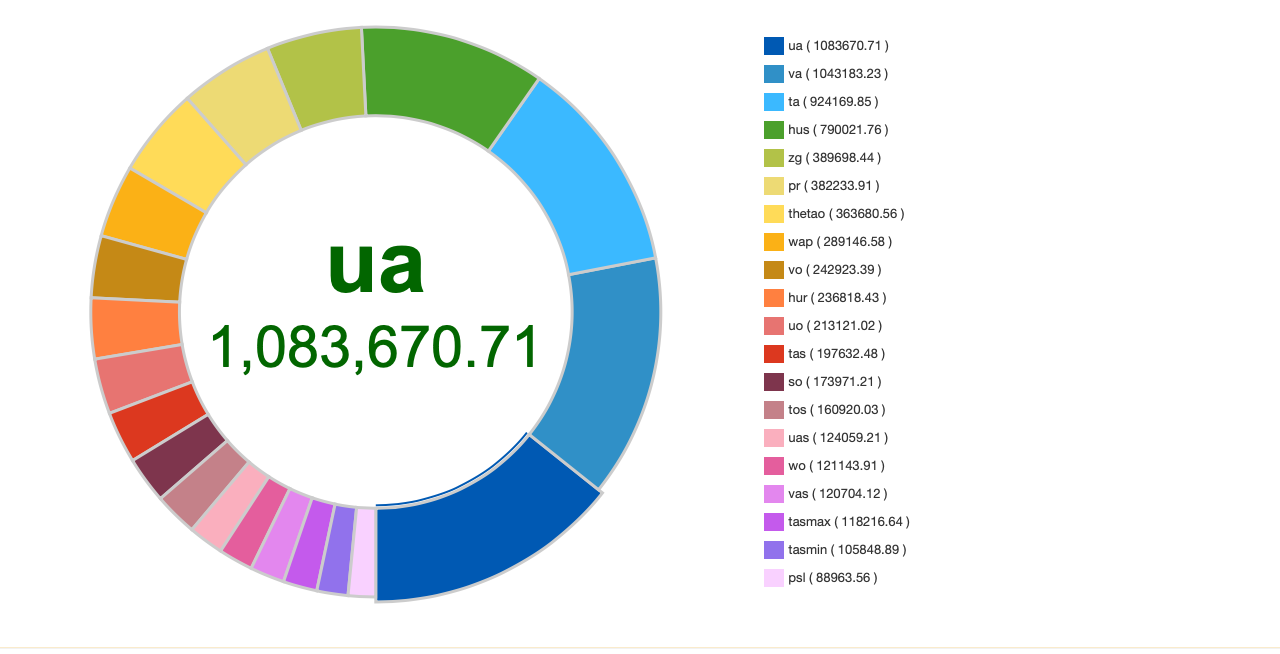 ua
1,083,670.71
ua ( 1083670.71 )
va ( 1043183.23 )
ta ( 924169.85 )
hus ( 790021.76 )
zg ( 389698.44 )
pr ( 382233.91 )
thetao ( 363680.56 )
wap ( 289146.58 )
vo ( 242923.39 )
hur ( 236818.43 )
uo ( 213121.02 )
tas ( 197632.48 )
so ( 173971.21 )
tos ( 160920.03 )
uas ( 124059.21 )
wo ( 121143.91 )
vas ( 120704.12 )
tasmax ( 118216.64 )
tasmin ( 105848.89 )
psl ( 88963.56 )